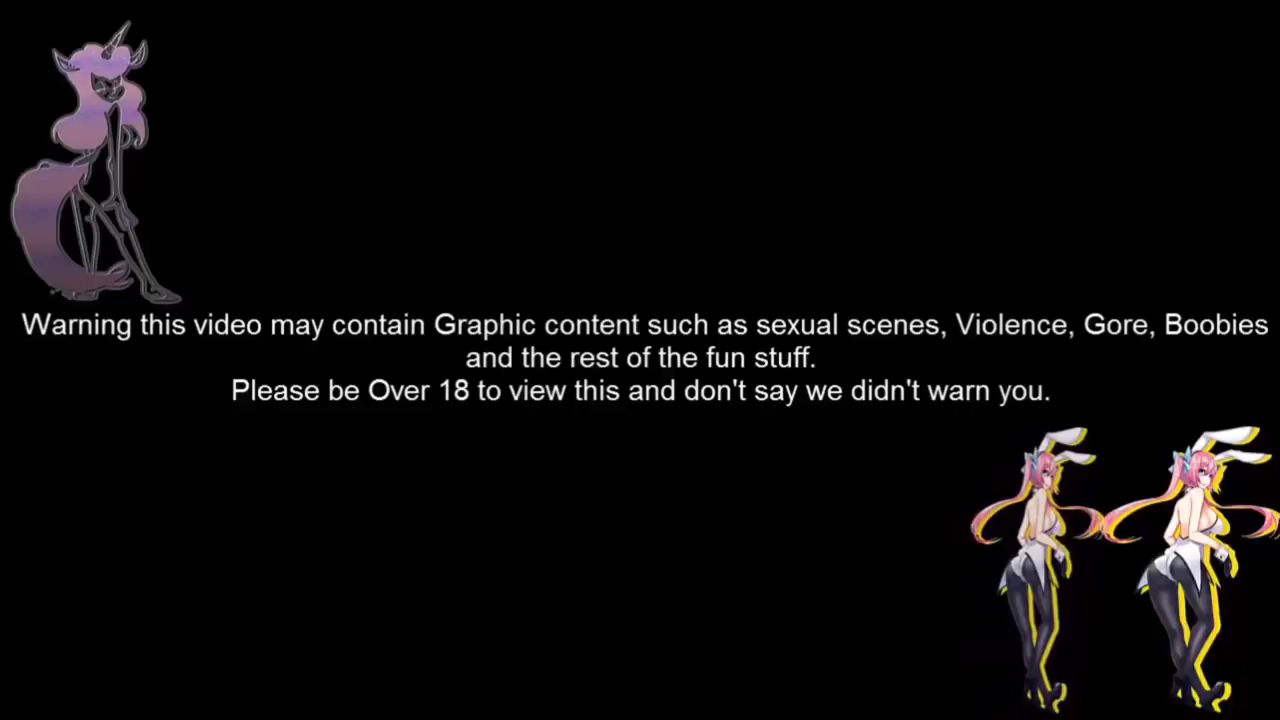 Warning this video may contain Graphic content such as sexual scenes, Violence, Gore, Boobies
and the rest of the fun stuff.
Please be Over 18 to view this and don't say we didn't warn you.